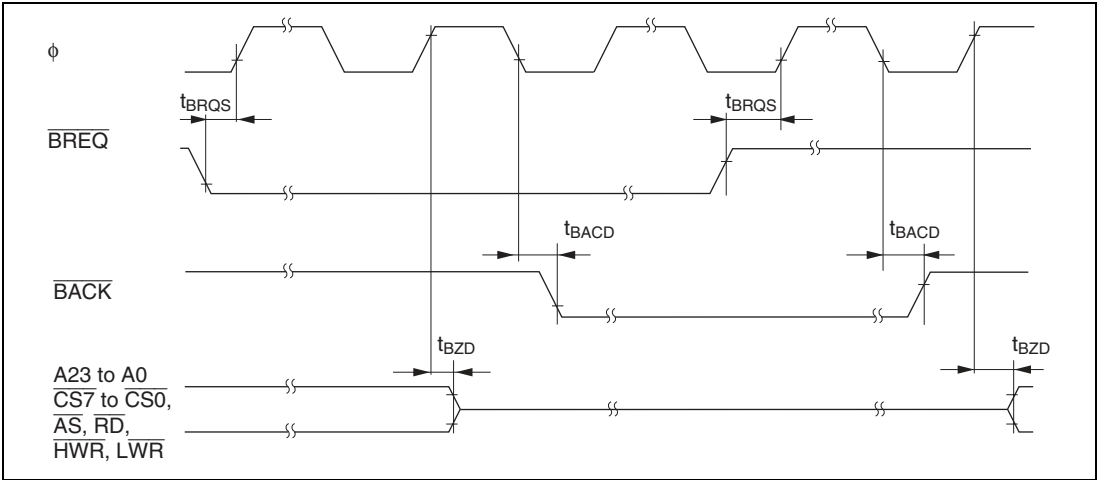 ϕ
tBRQS
tBRQS
BREQ
tBACD
tBACD
BACK
tBZD
tBZD
A23 to A0
CS7 to CS0,
AS, RD,
HWR, LWR